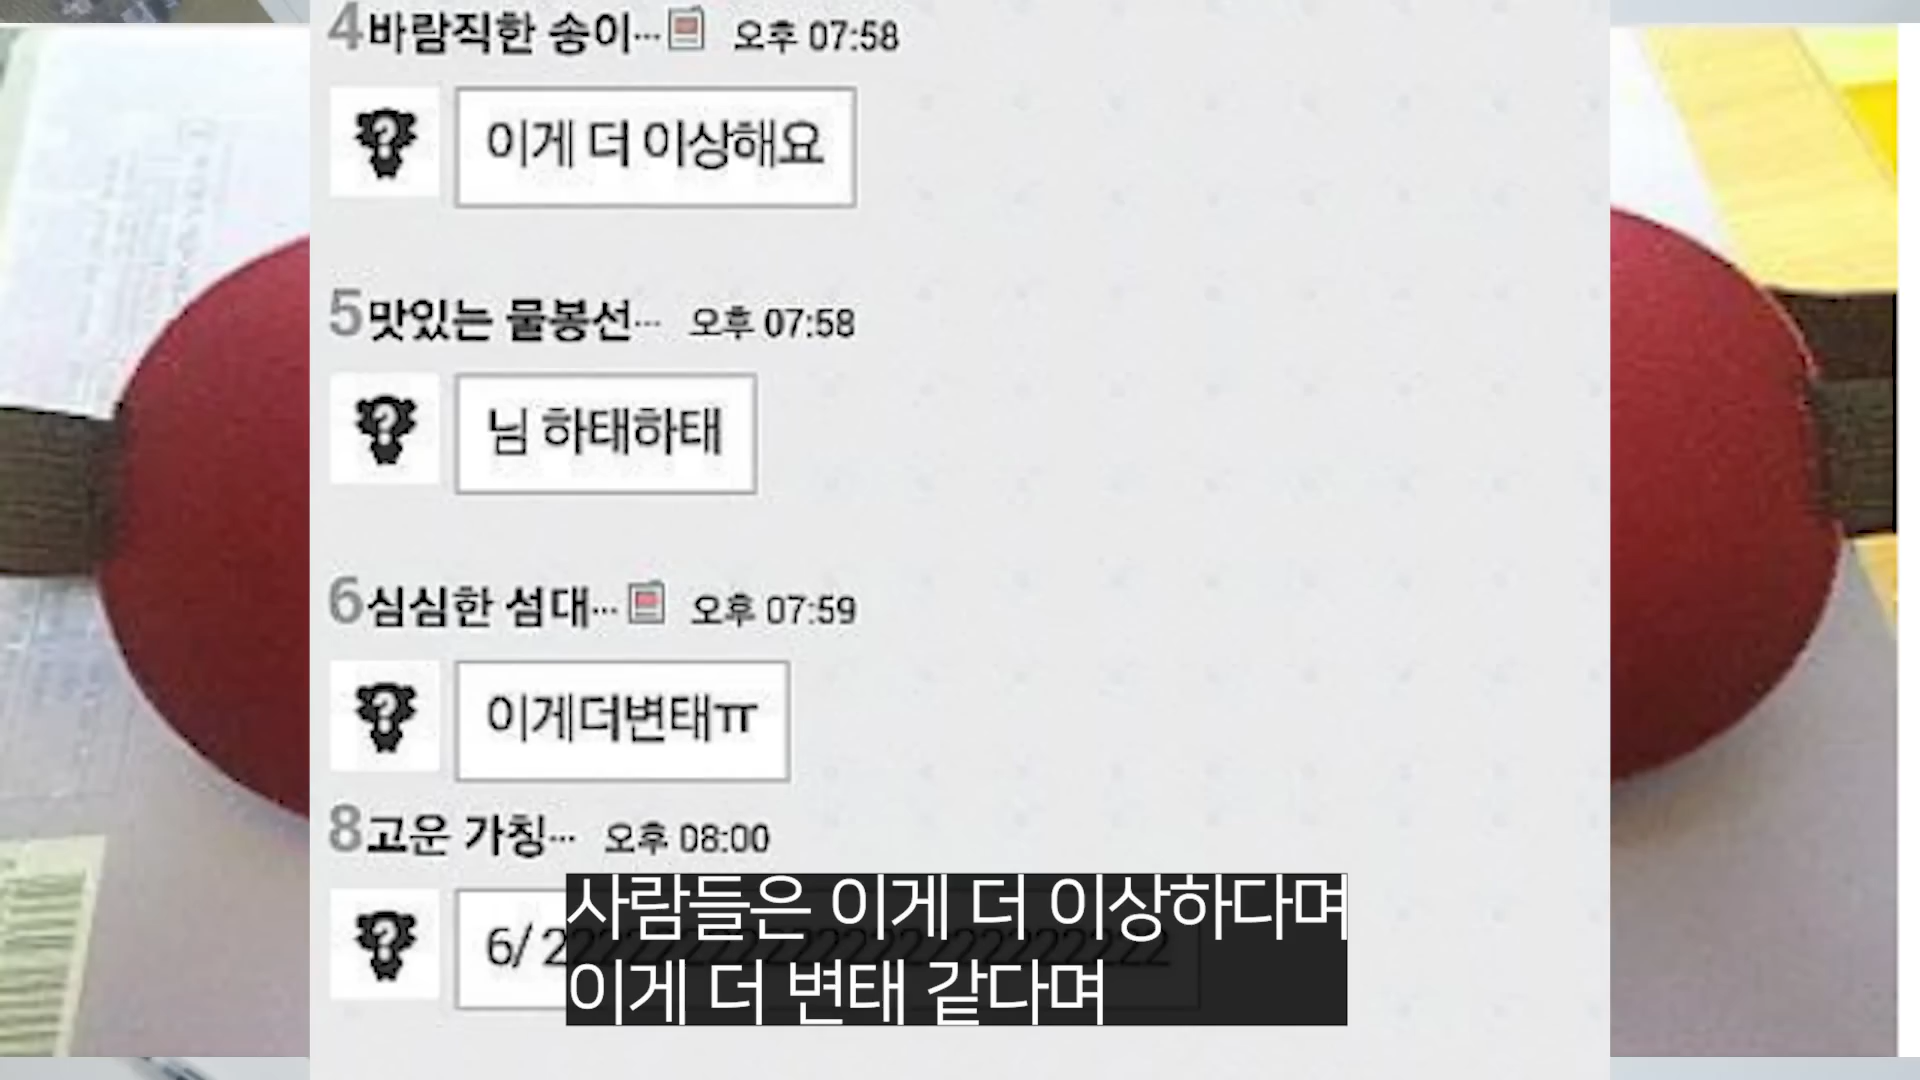 4 바람직한 송이… 오후 07:58
이게 더 이상해요
5 맛있는 물봉선… 오후 07:58
님 하태하태
6 심심한 섬대… 오후 07:59
이게더변태ㅠ
8 고운 가칭… 오후 08:00
6/ 2222222222222222222
사람들은 이게 더 이상하다며
이게 더 변태 같다며